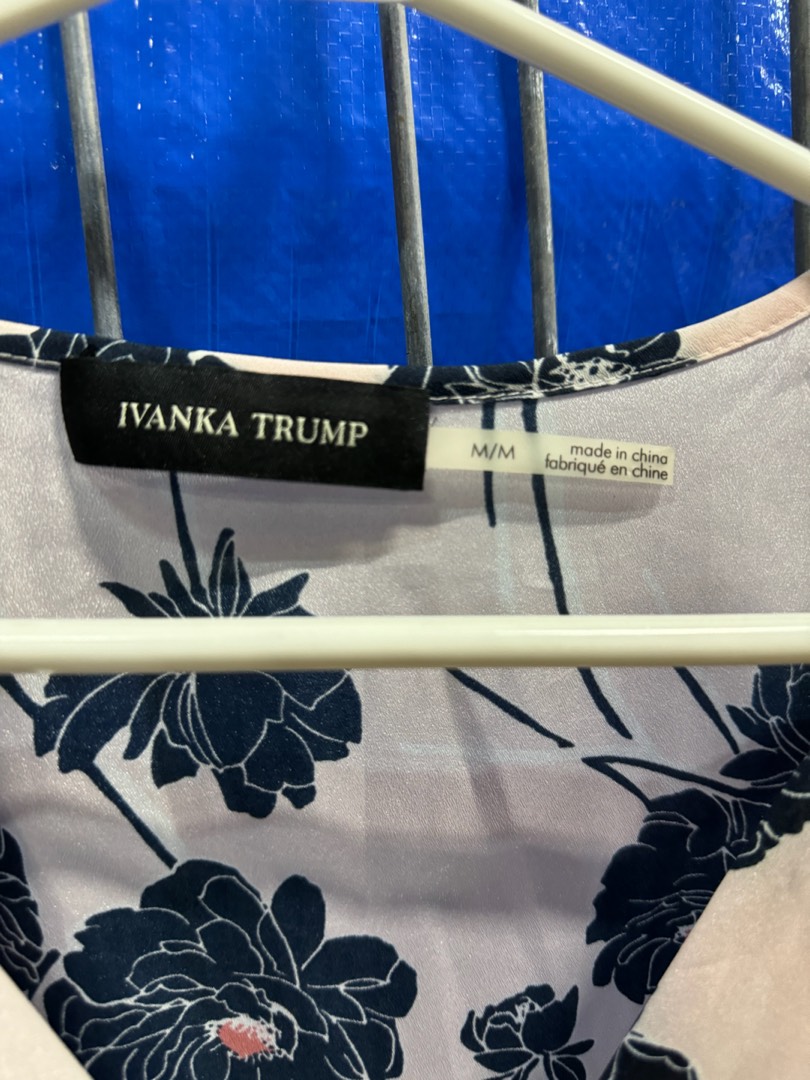 IVANKA TRUMP
M/M
made in china
fabriqué en chine